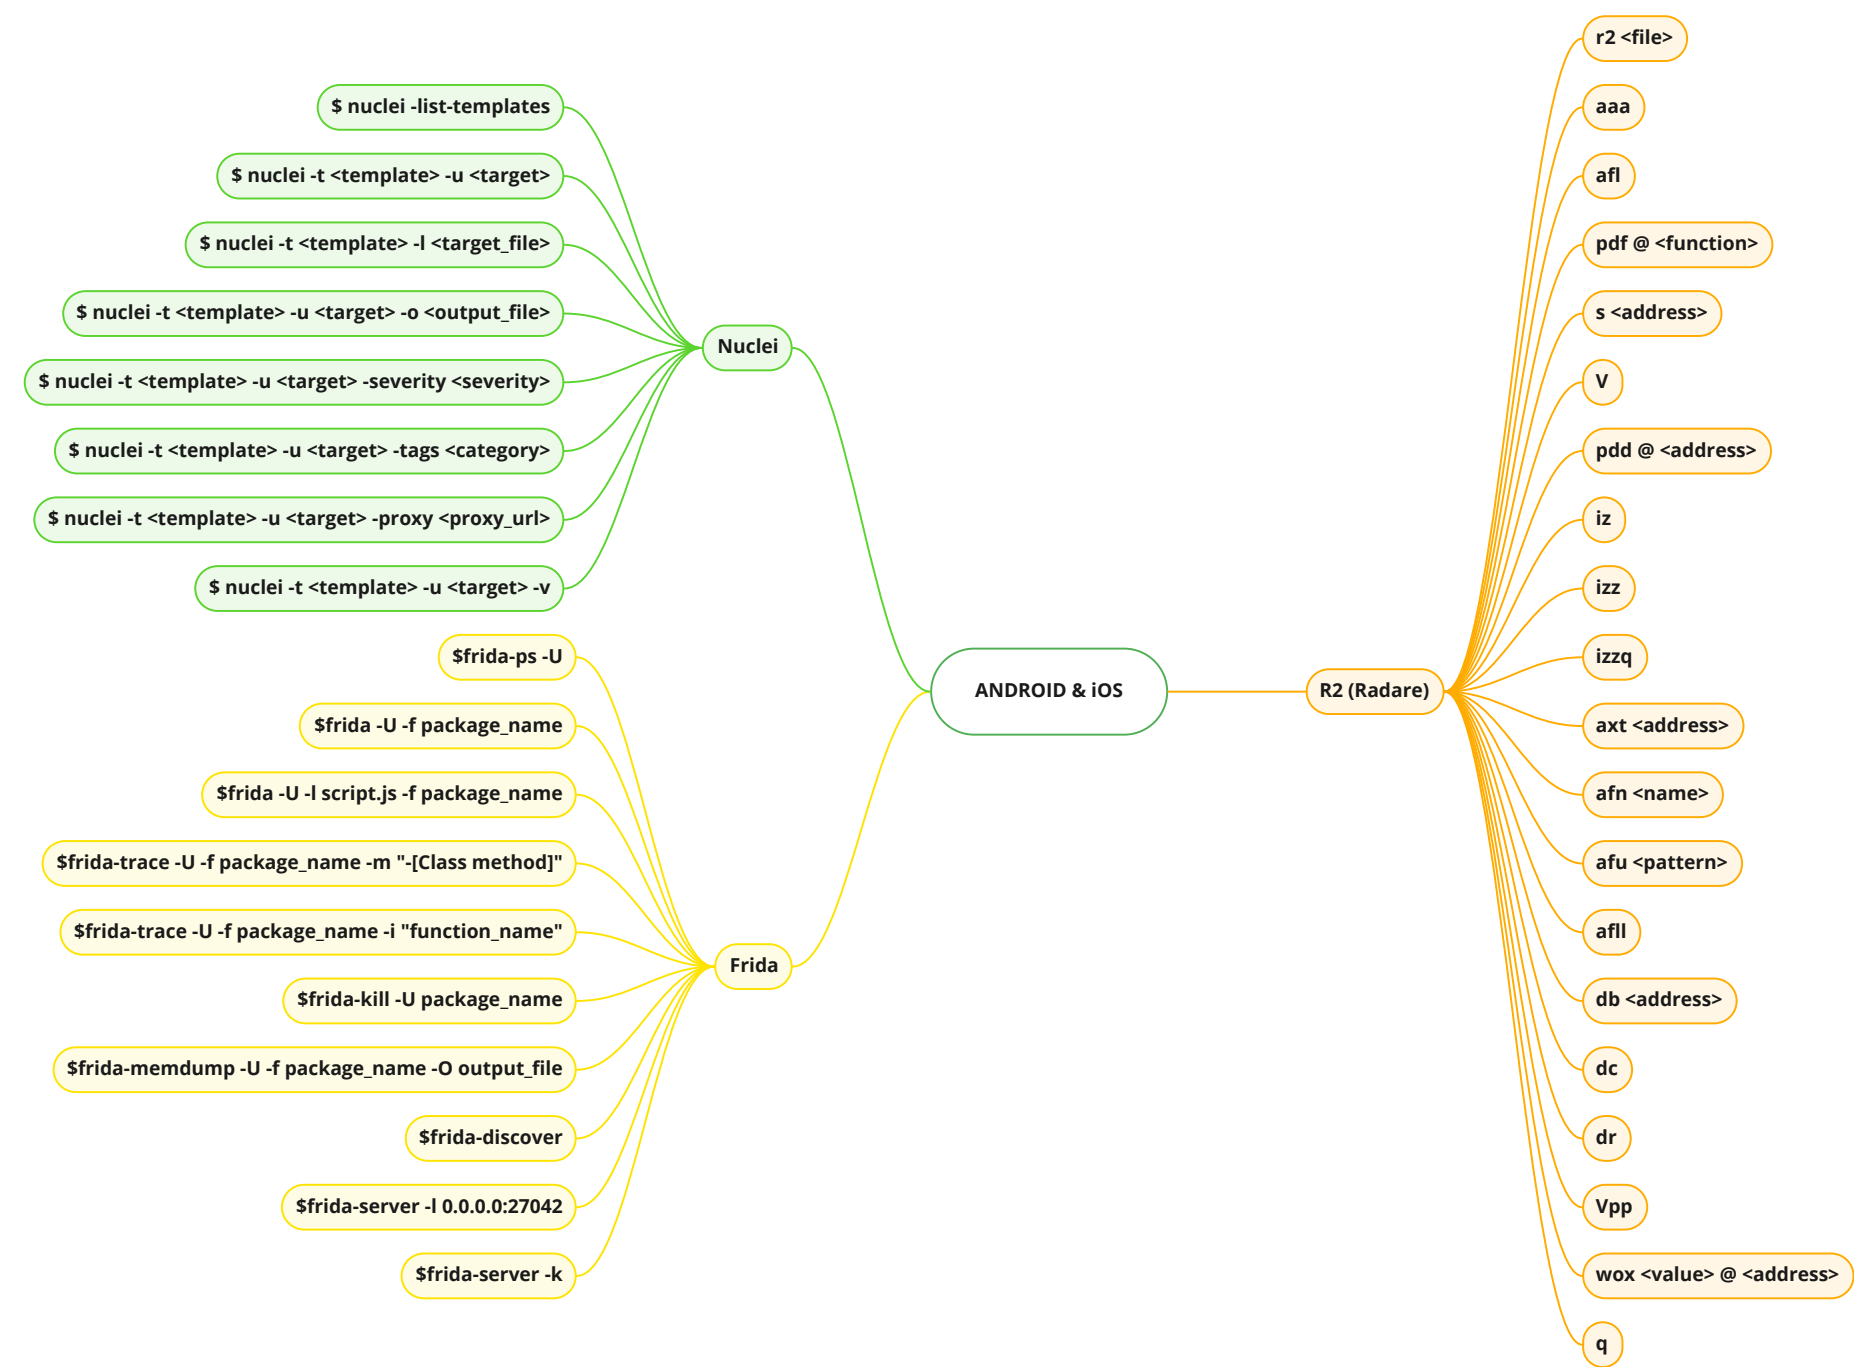 ANDROID & iOS
Nuclei
$ nuclei -list-templates
$ nuclei -t <template> -u <target>
$ nuclei -t <template> -l <target_file>
$ nuclei -t <template> -u <target> -o <output_file>
$ nuclei -t <template> -u <target> -severity <severity>
$ nuclei -t <template> -u <target> -tags <category>
$ nuclei -t <template> -u <target> -proxy <proxy_url>
$ nuclei -t <template> -u <target> -v
Frida
$frida-ps -U
$frida -U -f package_name
$frida -U -l script.js -f package_name
$frida-trace -U -f package_name -m "-[Class method]"
$frida-trace -U -f package_name -i "function_name"
$frida-kill -U package_name
$frida-memdump -U -f package_name -O output_file
$frida-discover
$frida-server -l 0.0.0.0:27042
$frida-server -k
R2 (Radare)
r2 <file>
aaa
afl
pdf @ <function>
s <address>
V
pdd @ <address>
iz
izz
izzq
axt <address>
afn <name>
afu <pattern>
afll
db <address>
dc
dr
Vpp
wox <value> @ <address>
q